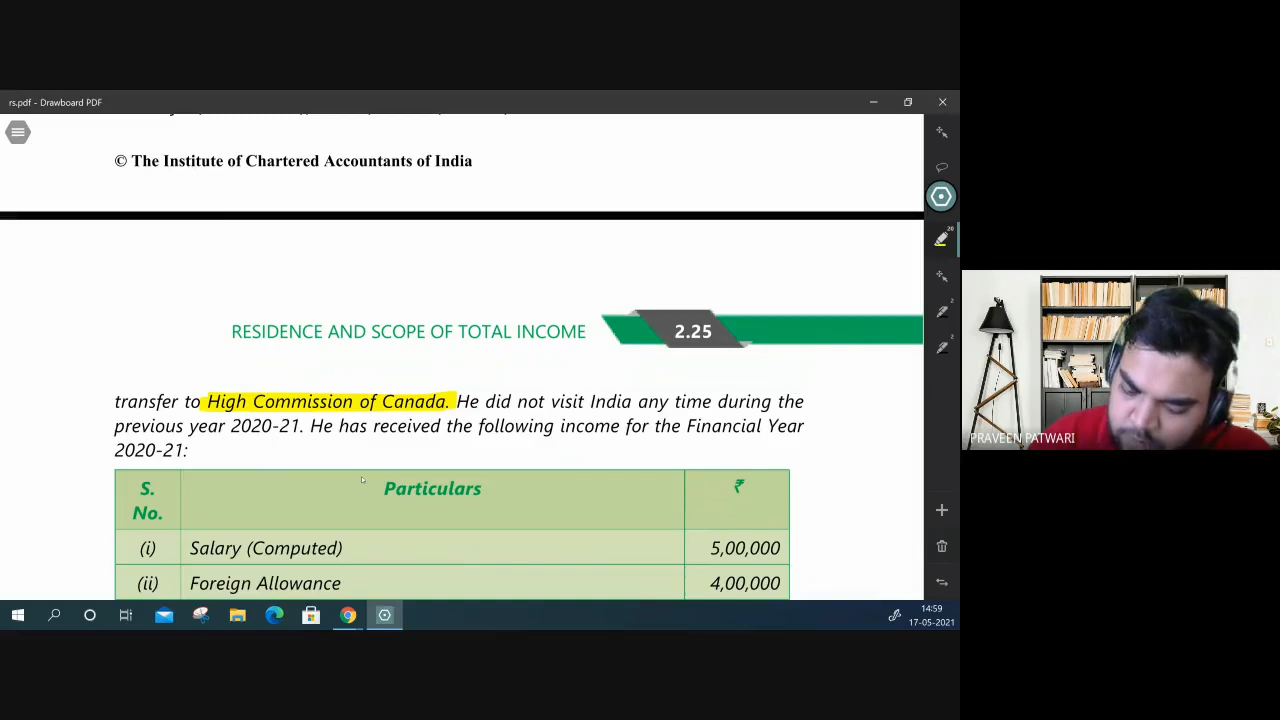 rs.pdf - Drawboard PDF
© The Institute of Chartered Accountants of India
RESIDENCE AND SCOPE OF TOTAL INCOME 2.25
transfer to High Commission of Canada. He did not visit India any time during the
previous year 2020-21. He has received the following income for the Financial Year
2020-21:
S. No. Particulars ₹
(i) Salary (Computed) 5,00,000
(ii) Foreign Allowance 4,00,000
20
2
2
PRAVEEN PATWARI
14:59
17-05-2021